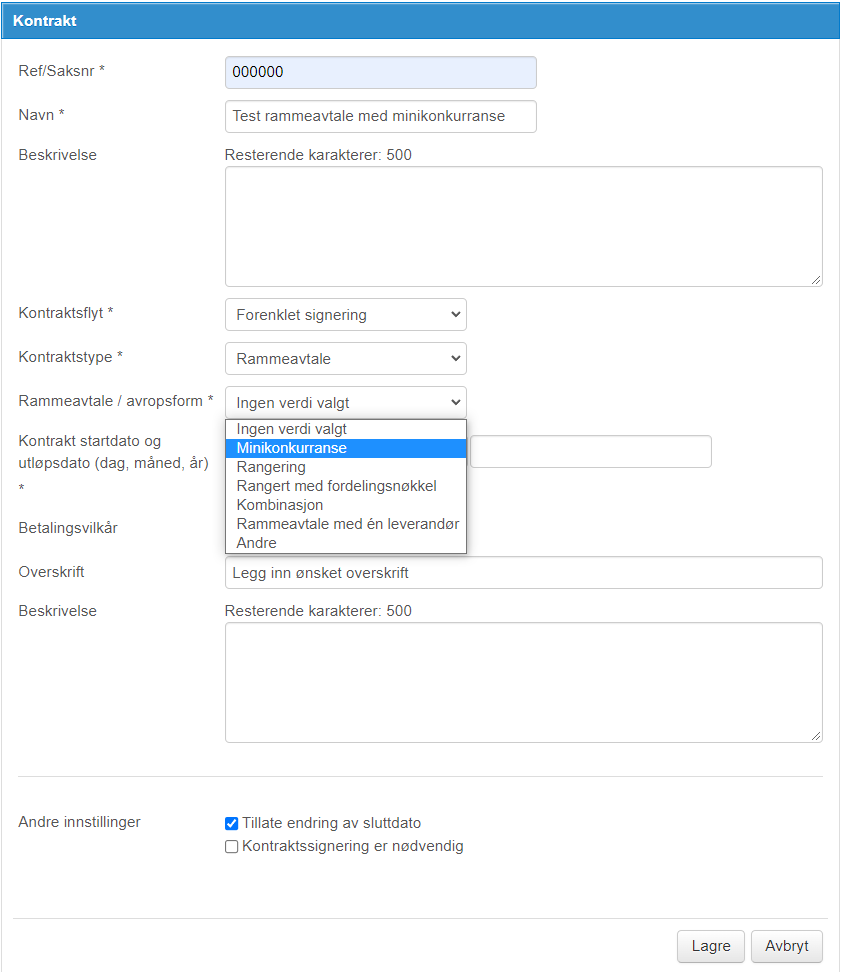 Kontrakt
Ref/Saksnr *
000000
Navn *
Test rammeavtale med minikonkurranse
Beskrivelse
Resterende karakterer: 500
Kontraktsflyt *
Forenklet signering
Kontraktstype *
Rammeavtale
Rammeavtale / avropsform *
Ingen verdi valgt
Ingen verdi valgt
Minikonkurranse
Rangering
Rangert med fordelingsnøkkel
Kombinasjon
Rammeavtale med én leverandør
Andre
Kontrakt startdato og
utløpsdato (dag, måned, år)
*
Betalingsvilkår
Overskrift
Legg inn ønsket overskrift
Beskrivelse
Resterende karakterer: 500
Andre innstillinger
Tillate endring av sluttdato
Kontraktssignering er nødvendig
Lagre
Avbryt